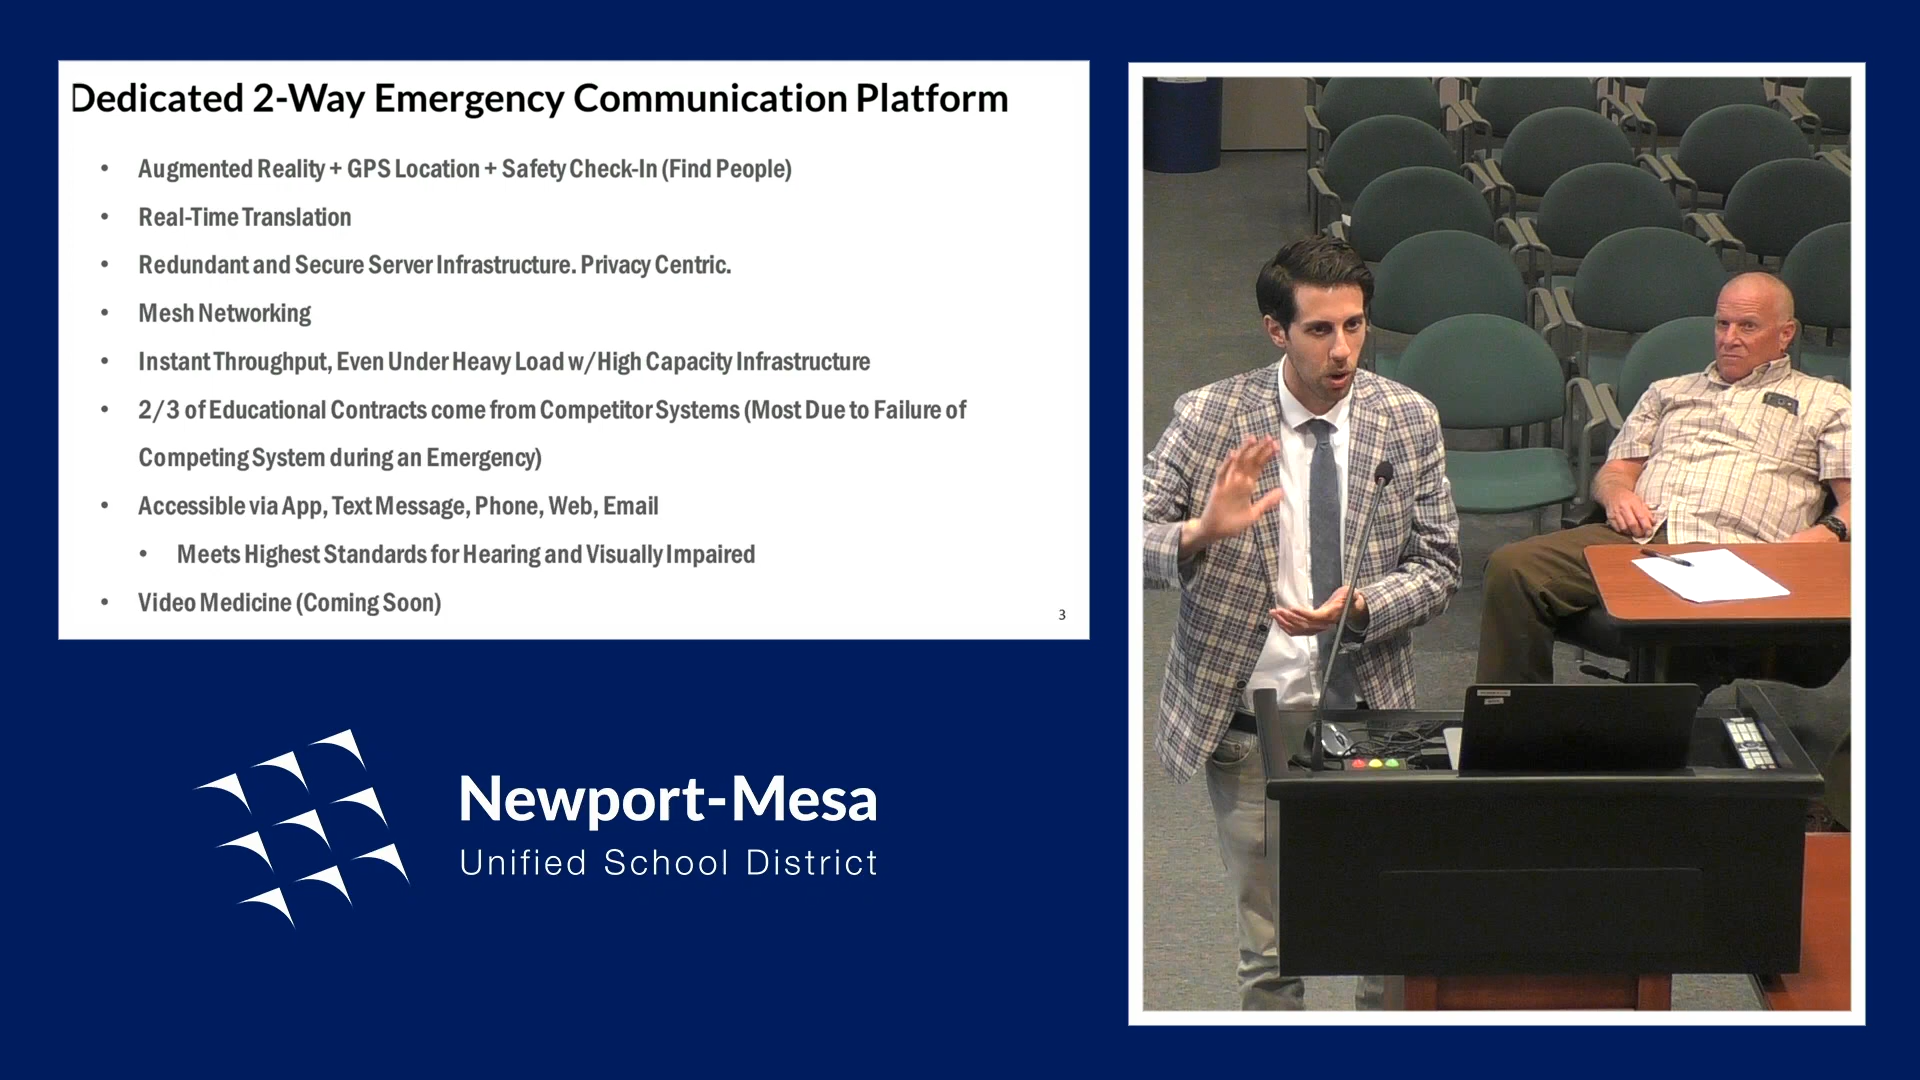 Dedicated 2-Way Emergency Communication Platform
• Augmented Reality + GPS Location + Safety Check-In (Find People)
• Real-Time Translation
• Redundant and Secure Server Infrastructure. Privacy Centric.
• Mesh Networking
• Instant Throughput, Even Under Heavy Load w/High Capacity Infrastructure
• 2/3 of Educational Contracts come from Competitor Systems (Most Due to Failure of
Competing System during an Emergency)
• Accessible via App, Text Message, Phone, Web, Email
• Meets Highest Standards for Hearing and Visually Impaired
• Video Medicine (Coming Soon)
3
Newport-Mesa
Unified School District